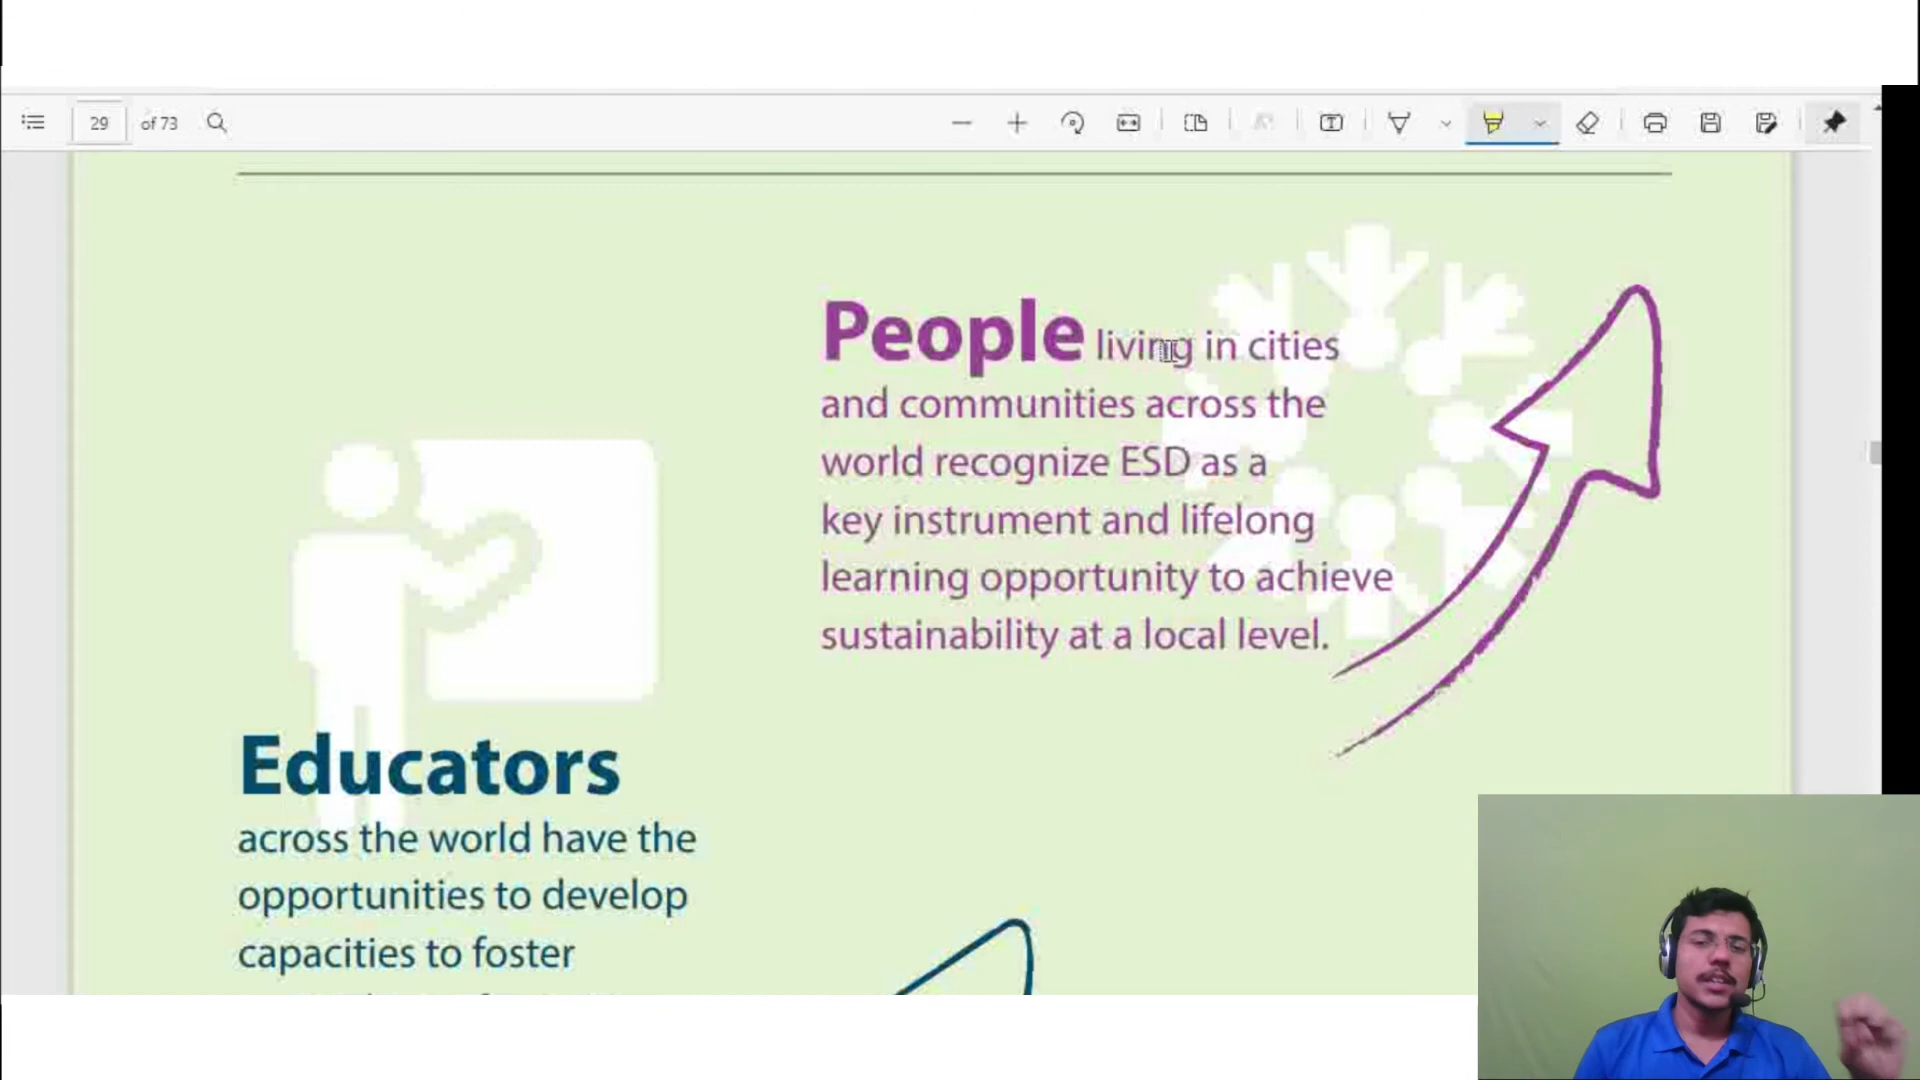 29 of 73
People living in cities
and communities across the
world recognize ESD as a
key instrument and lifelong
learning opportunity to achieve
sustainability at a local level.
Educators
across the world have the
opportunities to develop
capacities to foster